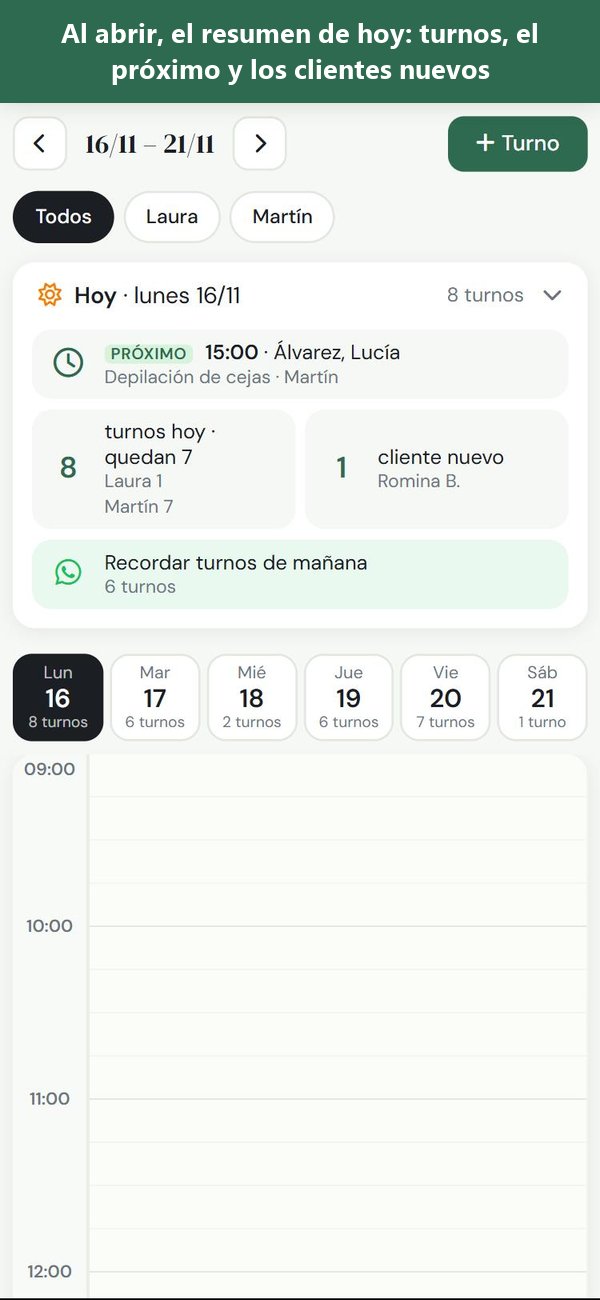 Al abrir, el resumen de hoy: turnos, el
próximo y los clientes nuevos
16/11 – 21/11
+ Turno
Todos
Laura
Martín
Hoy · lunes 16/11
8 turnos
PRÓXIMO 15:00 · Álvarez, Lucía
Depilación de cejas · Martín
8
turnos hoy ·
quedan 7
Laura 1
Martín 7
1
cliente nuevo
Romina B.
Recordar turnos de mañana
6 turnos
Lun
16
8 turnos
Mar
17
6 turnos
Mié
18
2 turnos
Jue
19
6 turnos
Vie
20
7 turnos
Sáb
21
1 turno
09:00
10:00
11:00
12:00